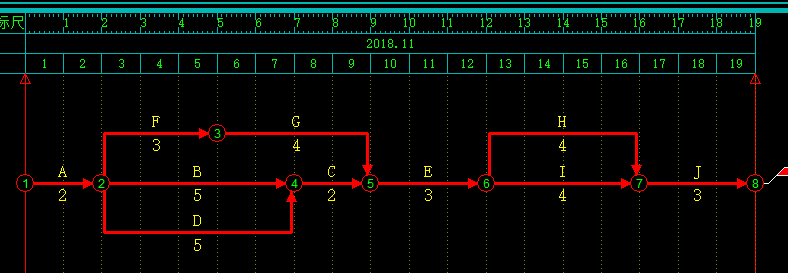 标尺 1 2 3 4 5 6 7 8 9 10 11 12 13 14 15 16 17 18 19
2018.11
1 2 3 4 5 6 7 8 9 10 11 12 13 14 15 16 17 18 19
F G H
3 4 4
3
A B C E I J
1 2 4 5 6 7 8
2 5 2 3 4 3
D
5